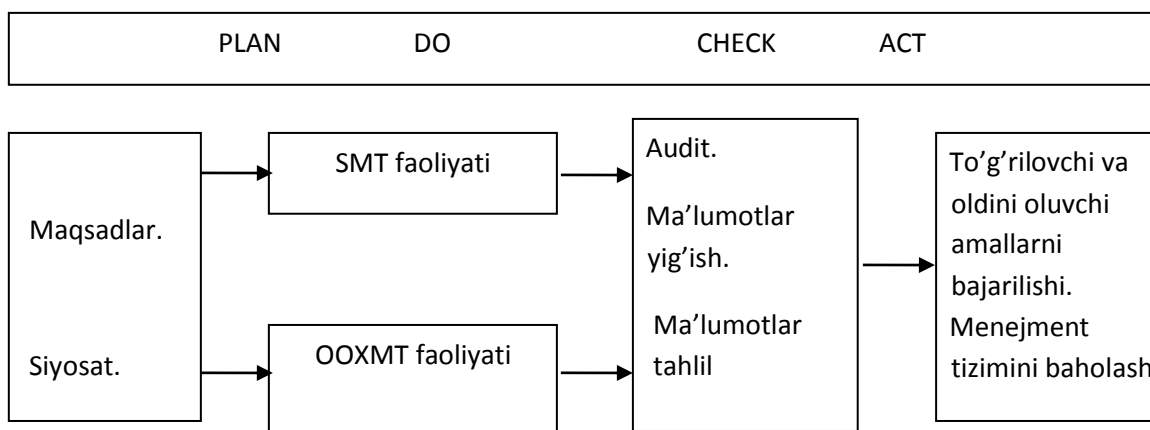 PLAN DO CHECK ACT
Maqsadlar.
Siyosat.
SMT faoliyati
OOXMT faoliyati
Audit.
Ma’lumotlar
yig’ish.
Ma’lumotlar
tahlil
To’g’rilovchi va
oldini oluvchi
amallarni
bajarilishi.
Menejment
tizimini baholash